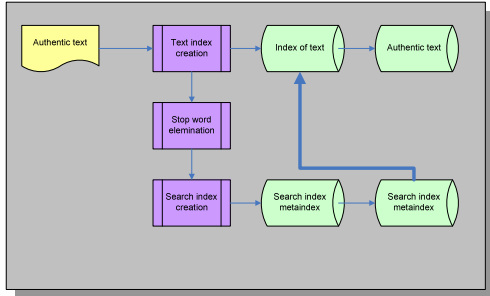 Authentic text
Text index
creation
Index of text
Authentic text
Stop word
elemination
Search index
creation
Search index
metaindex
Search index
metaindex